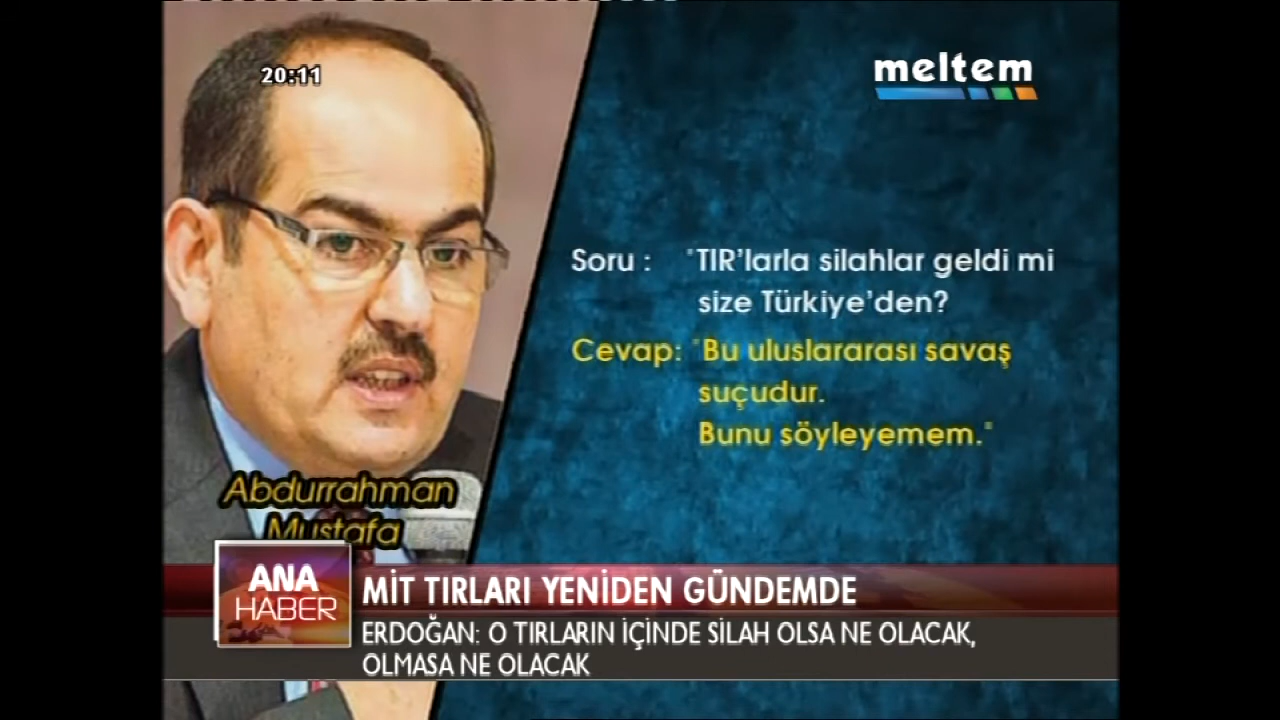 20:11
meltem
Soru : "TIR'larla silahlar geldi mi
size Türkiye'den?
Cevap: "Bu uluslararası savaş
suçudur.
Bunu söyleyemem."
Abdurrahman
Mustafa
ANA
HABER
MİT TIRLARI YENİDEN GÜNDEMDE
ERDOĞAN: O TIRLARIN İÇİNDE SİLAH OLSA NE OLACAK,
OLMASA NE OLACAK